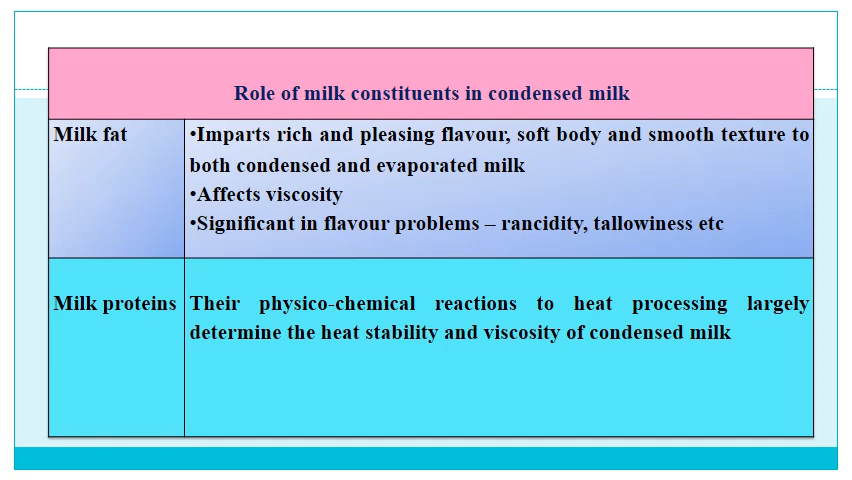 Role of milk constituents in condensed milk
Milk fat
•Imparts rich and pleasing flavour, soft body and smooth texture to
both condensed and evaporated milk
•Affects viscosity
•Significant in flavour problems – rancidity, tallowiness etc
Milk proteins
Their physico-chemical reactions to heat processing largely
determine the heat stability and viscosity of condensed milk